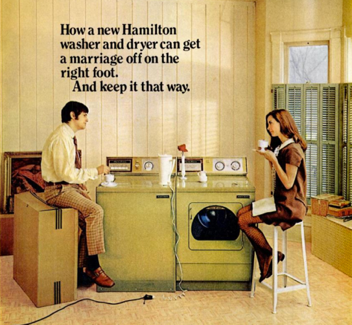 How a new Hamilton
washer and dryer can get
a marriage off on the
right foot.
And keep it that way.